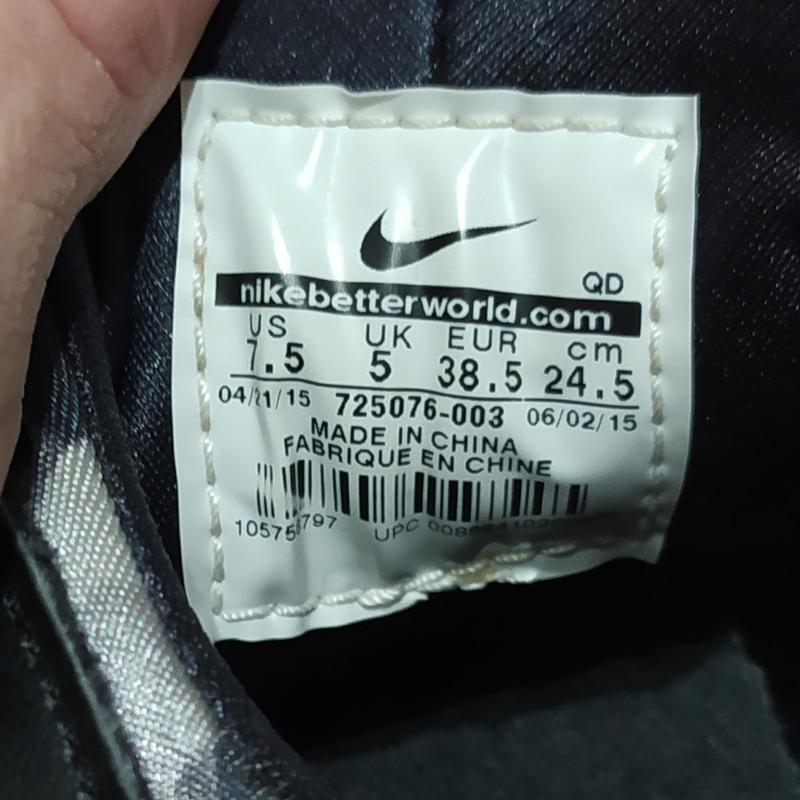 QD
nikebetterworld.com
US UK EUR cm
7.5 5 38.5 24.5
04/21/15 725076-003 06/02/15
MADE IN CHINA
FABRIQUE EN CHINE
UPC